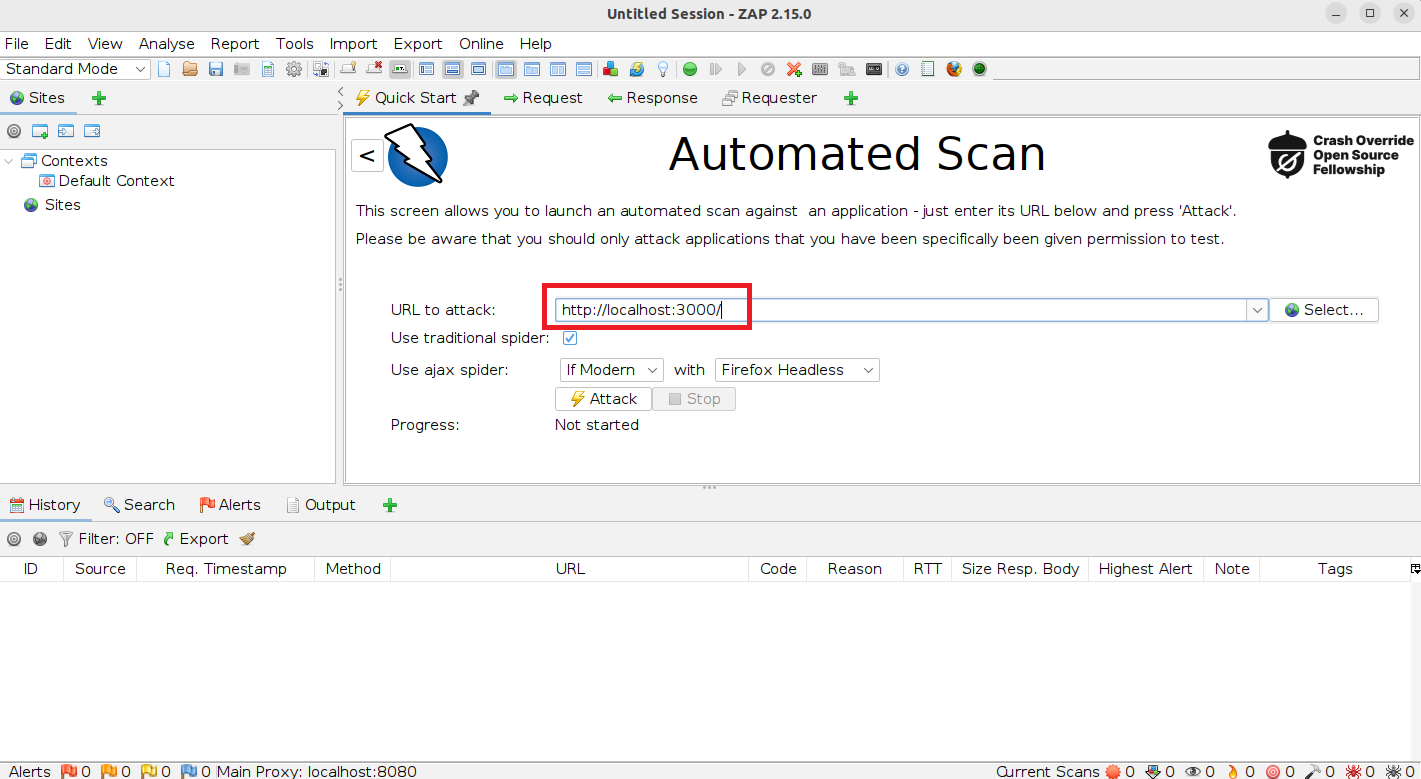 Untitled Session - ZAP 2.15.0
File Edit View Analyse Report Tools Import Export Online Help
Standard Mode
Sites
Quick Start Request Response Requester
<
Automated Scan
Crash Override
Open Source
Fellowship
Contexts
Default Context
Sites
This screen allows you to launch an automated scan against  an application - just enter its URL below and press 'Attack'.
Please be aware that you should only attack applications that you have been specifically been given permission to test.
URL to attack: http://localhost:3000/ Select...
Use traditional spider:
Use ajax spider: If Modern with Firefox Headless
Attack Stop
Progress: Not started
History Search Alerts Output
Filter: OFF Export
ID Source Req. Timestamp Method URL Code Reason RTT Size Resp. Body Highest Alert Note Tags
Alerts 0 0 0 0 Main Proxy: localhost:8080 Current Scans 0 0 0 0 0 0 0 0